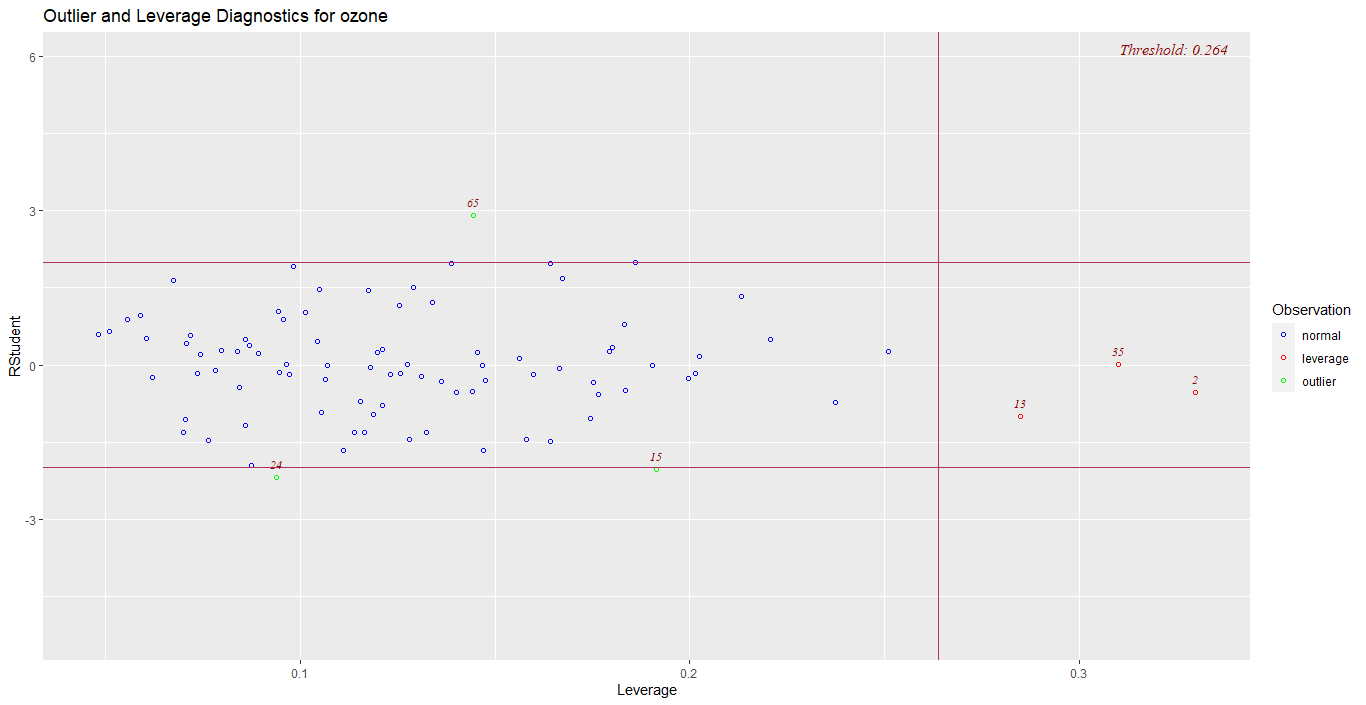 Outlier and Leverage Diagnostics for ozone
Threshold: 0.264
6
3
0
-3
RStudent
65
35
2
13
24
15
0.1
0.2
0.3
Leverage
Observation
normal
leverage
outlier